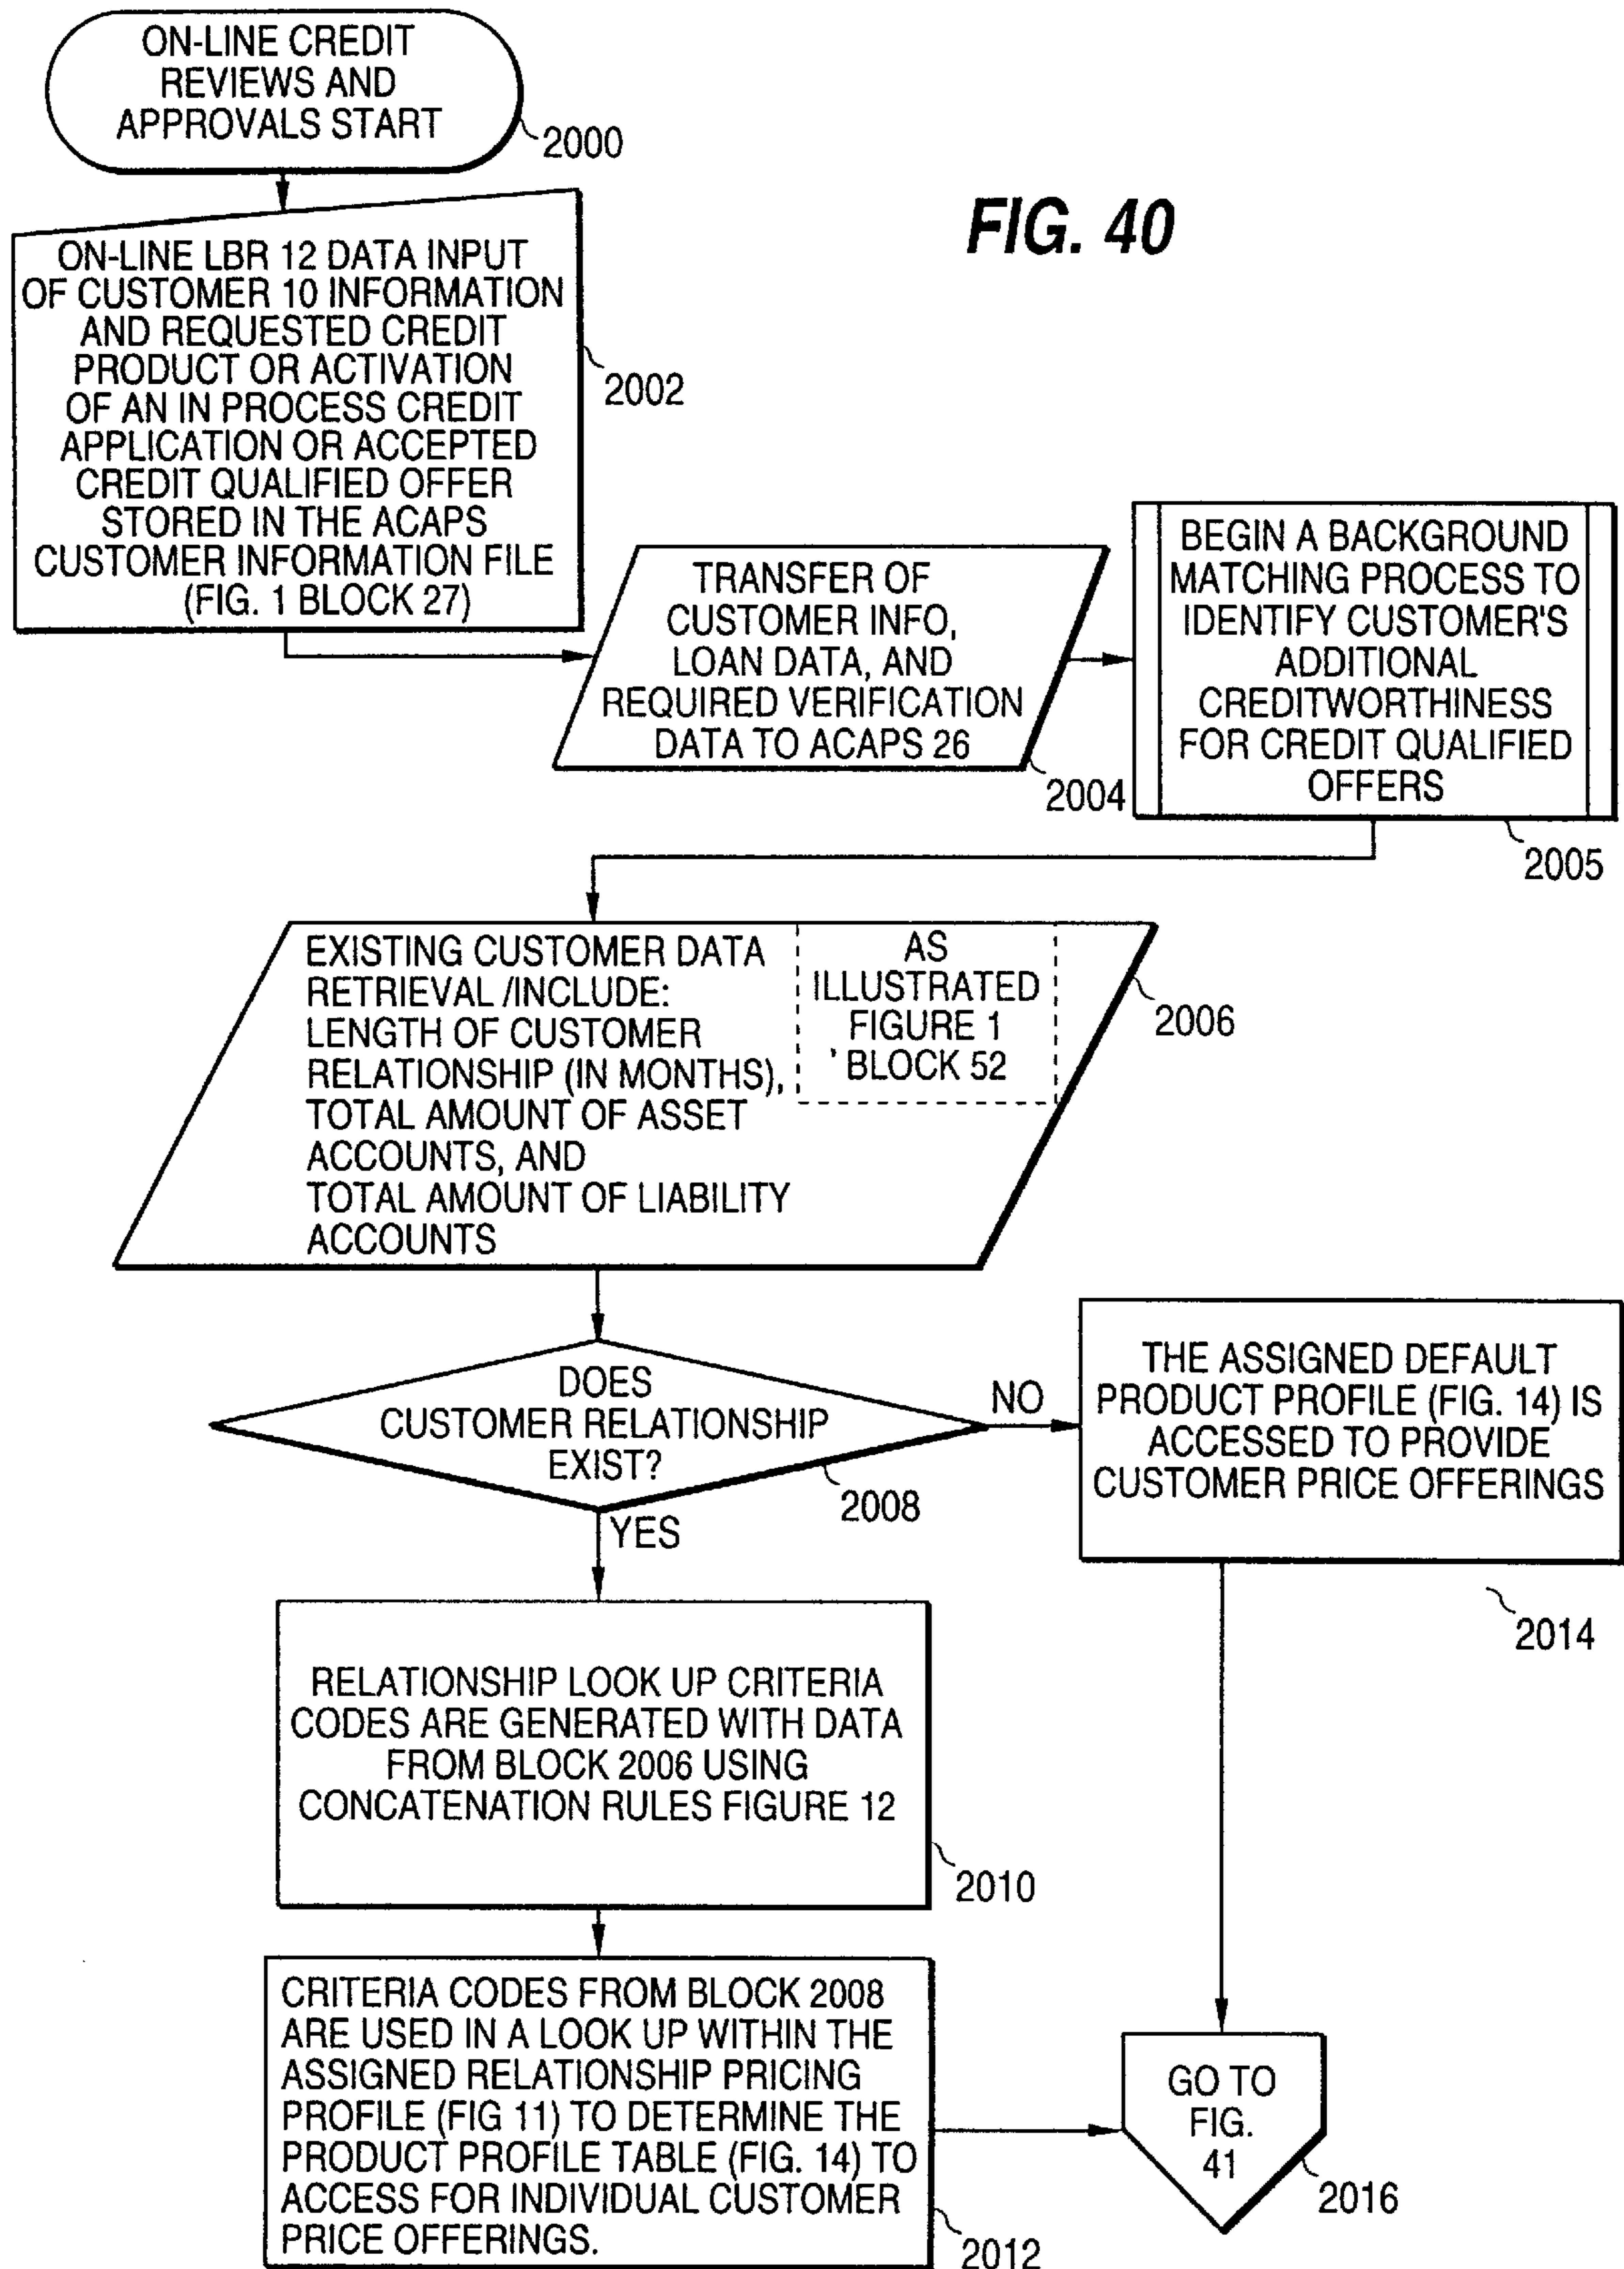 ON-LINE CREDIT
REVIEWS AND
APPROVALS START
2000
FIG. 40
ON-LINE LBR 12 DATA INPUT
OF CUSTOMER 10 INFORMATION
AND REQUESTED CREDIT
PRODUCT OR ACTIVATION
OF AN IN PROCESS CREDIT
APPLICATION OR ACCEPTED
CREDIT QUALIFIED OFFER
STORED IN THE ACAPS
CUSTOMER INFORMATION FILE
(FIG. 1 BLOCK 27)
2002
TRANSFER OF
CUSTOMER INFO,
LOAN DATA, AND
REQUIRED VERIFICATION
DATA TO ACAPS 26
2004
BEGIN A BACKGROUND
MATCHING PROCESS TO
IDENTIFY CUSTOMER'S
ADDITIONAL
CREDITWORTHINESS
FOR CREDIT QUALIFIED
OFFERS
2005
EXISTING CUSTOMER DATA
RETRIEVAL /INCLUDE:
LENGTH OF CUSTOMER
RELATIONSHIP (IN MONTHS),
TOTAL AMOUNT OF ASSET
ACCOUNTS, AND
TOTAL AMOUNT OF LIABILITY
ACCOUNTS
AS
ILLUSTRATED
FIGURE 1
' BLOCK 52
2006
DOES
CUSTOMER RELATIONSHIP
EXIST?
2008
NO
YES
THE ASSIGNED DEFAULT
PRODUCT PROFILE (FIG. 14) IS
ACCESSED TO PROVIDE
CUSTOMER PRICE OFFERINGS
2014
RELATIONSHIP LOOK UP CRITERIA
CODES ARE GENERATED WITH DATA
FROM BLOCK 2006 USING
CONCATENATION RULES FIGURE 12
2010
CRITERIA CODES FROM BLOCK 2008
ARE USED IN A LOOK UP WITHIN THE
ASSIGNED RELATIONSHIP PRICING
PROFILE (FIG 11) TO DETERMINE THE
PRODUCT PROFILE TABLE (FIG. 14) TO
ACCESS FOR INDIVIDUAL CUSTOMER
PRICE OFFERINGS.
2012
GO TO
FIG.
41
2016